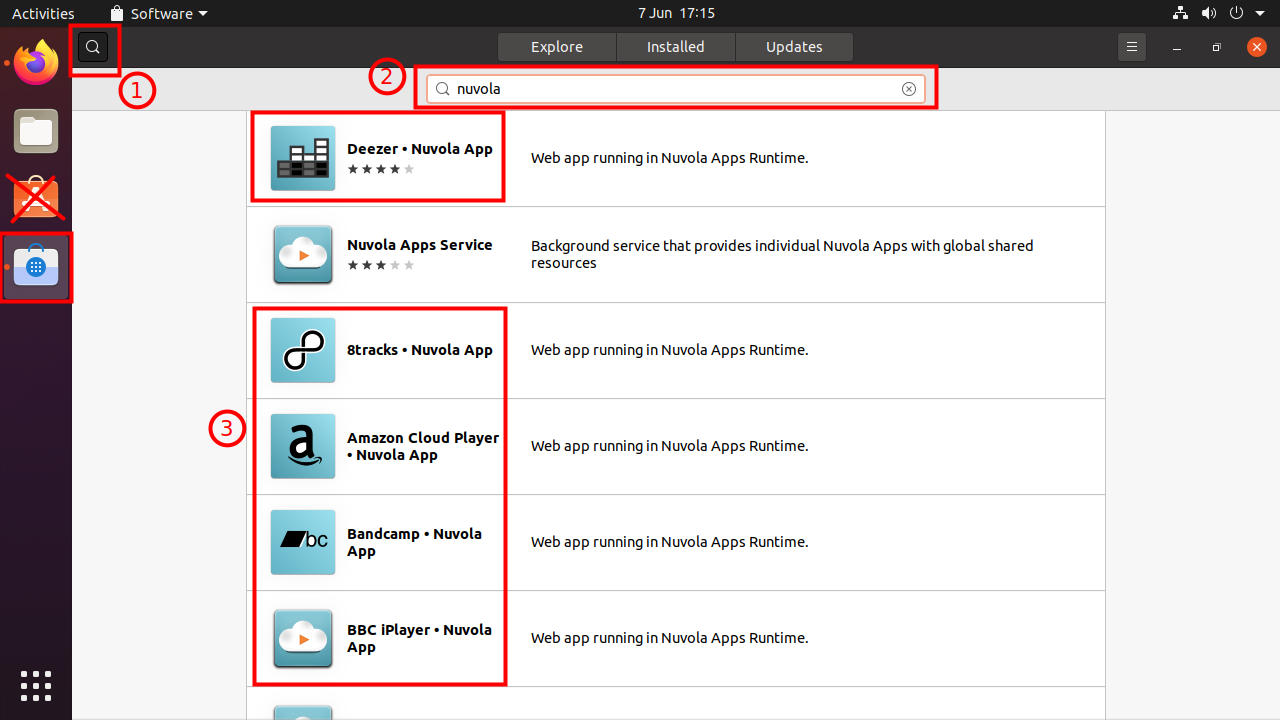 Activities
Software
7 Jun 17:15
Explore
Installed
Updates
1
2
nuvola
Deezer • Nuvola App
Web app running in Nuvola Apps Runtime.
Nuvola Apps Service
Background service that provides individual Nuvola Apps with global shared
resources
8tracks • Nuvola App
Web app running in Nuvola Apps Runtime.
3
Amazon Cloud Player
• Nuvola App
Web app running in Nuvola Apps Runtime.
bc
Bandcamp • Nuvola
App
Web app running in Nuvola Apps Runtime.
BBC iPlayer • Nuvola
App
Web app running in Nuvola Apps Runtime.